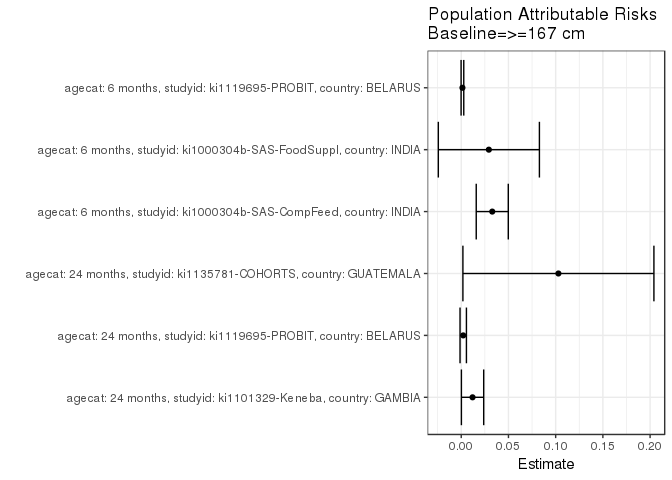 Population Attributable Risks
Baseline=>=167 cm
agecat: 6 months, studyid: ki1119695-PROBIT, country: BELARUS
agecat: 6 months, studyid: ki1000304b-SAS-FoodSuppl, country: INDIA
agecat: 6 months, studyid: ki1000304b-SAS-CompFeed, country: INDIA
agecat: 24 months, studyid: ki1135781-COHORTS, country: GUATEMALA
agecat: 24 months, studyid: ki1119695-PROBIT, country: BELARUS
agecat: 24 months, studyid: ki1101329-Keneba, country: GAMBIA
0.00 0.05 0.10 0.15 0.20
Estimate